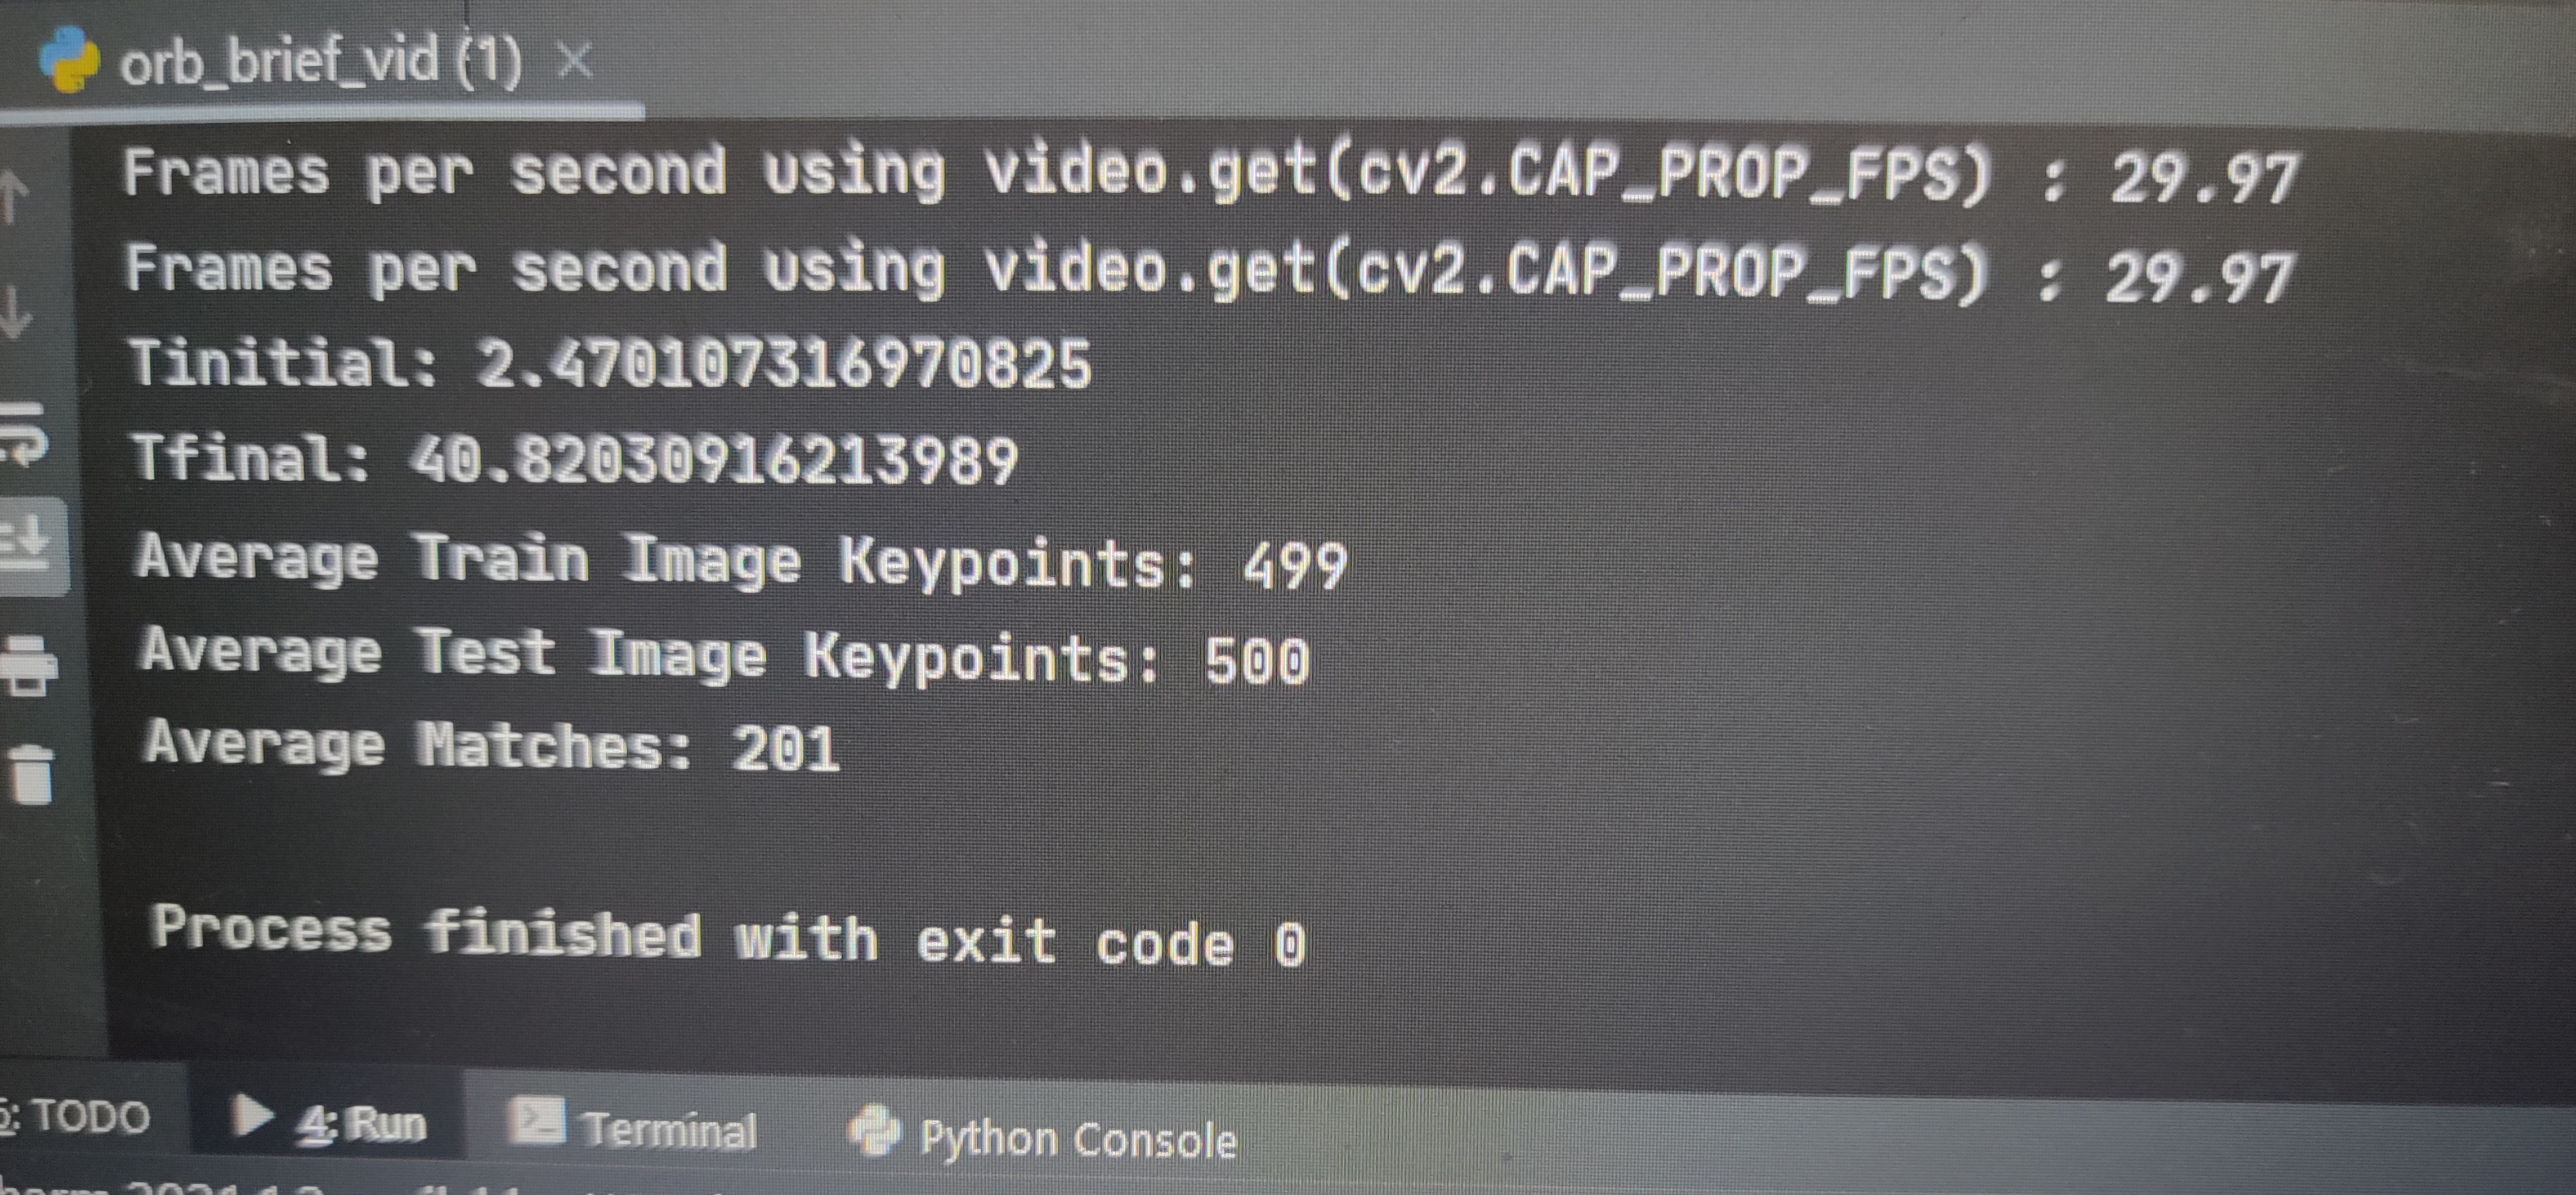 orb_brief_vid (1)
Frames per second using video.get(cv2.CAP_PROP_FPS) : 29.97
Frames per second using video.get(cv2.CAP_PROP_FPS) : 29.97
Tinitial: 2.470107316970825
Tfinal: 40.82030916213989
Average Train Image Keypoints: 499
Average Test Image Keypoints: 500
Average Matches: 201
Process finished with exit code 0
: TODO 4: Run Terminal Python Console